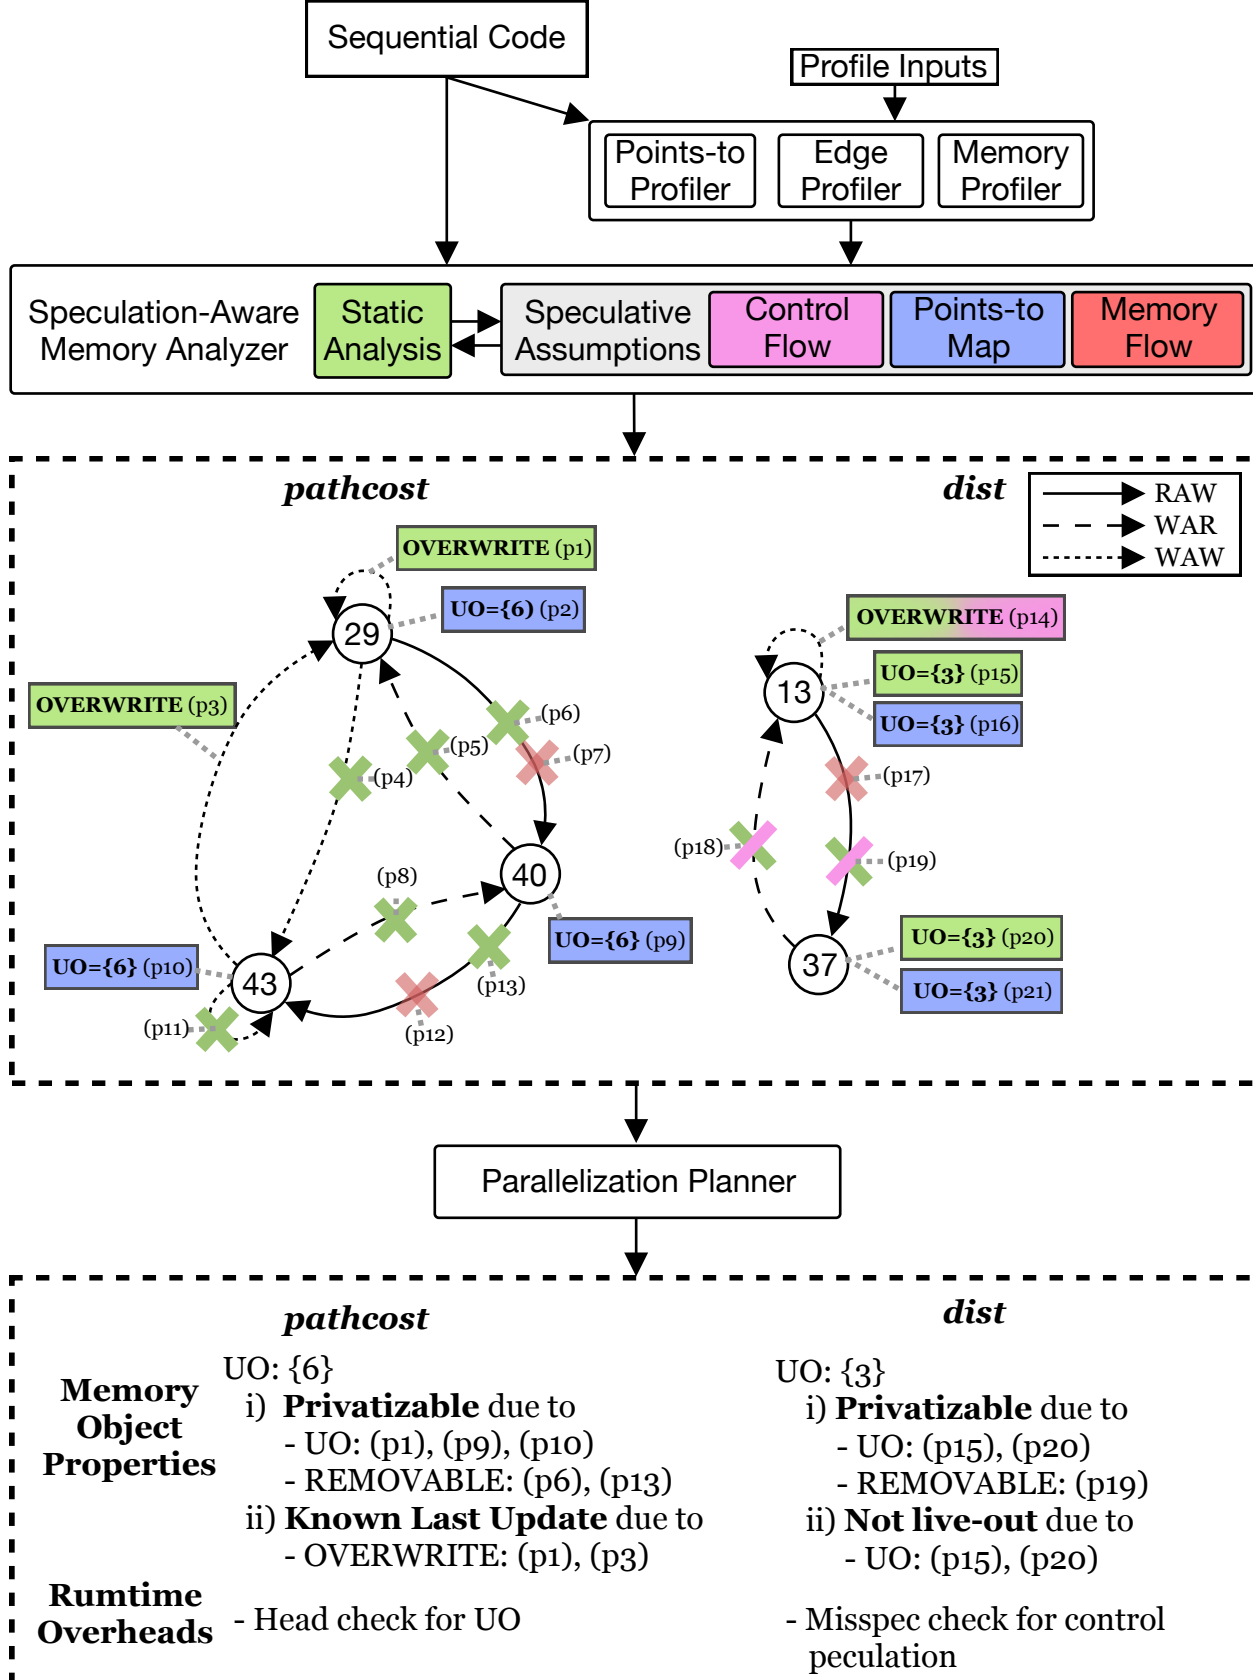 Sequential Code
Profile Inputs
Points-to Profiler
Edge Profiler
Memory Profiler
Speculation-Aware
Memory Analyzer
Static
Analysis
Speculative
Assumptions
Control
Flow
Points-to
Map
Memory
Flow
pathcost
dist
RAW
WAR
WAW
OVERWRITE (p1)
UO={6) (p2)
29
OVERWRITE (p3)
(p4)
(p5)
(p6)
(p7)
40
(p8)
UO={6} (p9)
UO={6} (p10)
43
(p11)
(p12)
(p13)
OVERWRITE (p14)
UO={3} (p15)
13
UO={3} (p16)
(p17)
(p18)
(p19)
UO={3} (p20)
37
UO={3} (p21)
Parallelization Planner
pathcost
dist
Memory
Object
Properties
UO: {6}
i) Privatizable due to
- UO: (p1), (p9), (p10)
- REMOVABLE: (p6), (p13)
ii) Known Last Update due to
- OVERWRITE: (p1), (p3)
UO: {3}
i) Privatizable due to
- UO: (p15), (p20)
- REMOVABLE: (p19)
ii) Not live-out due to
- UO: (p15), (p20)
Rumtime
Overheads
- Head check for UO
- Misspec check for control
peculation